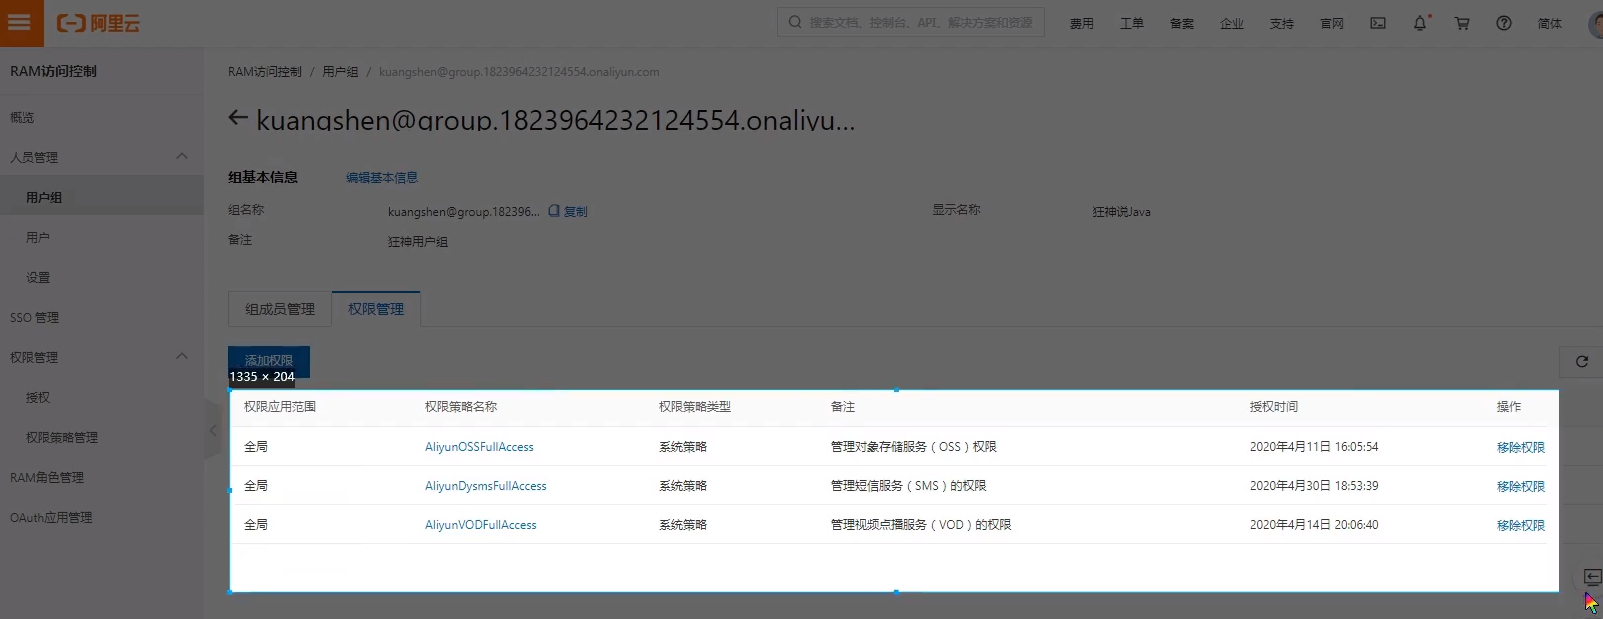 阿里云
搜索文档、控制台、API、解决方案和资源
费用 工单 备案 企业 支持 官网 简体
RAM访问控制
概览
人员管理
用户组
用户
设置
SSO 管理
权限管理
授权
权限策略管理
RAM角色管理
OAuth应用管理
RAM访问控制 / 用户组 / kuangshen@group.1823964232124554.onaliyun.com
kuangshen@group.1823964232124554.onaliyu...
组基本信息 编辑基本信息
组名称 kuangshen@group.182396... 复制 显示名称 狂神说Java
备注 狂神用户组
组成员管理 权限管理
添加权限
1335 × 204
权限应用范围 权限策略名称 权限策略类型 备注 授权时间 操作
全局 AliyunOSSFullAccess 系统策略 管理对象存储服务（OSS）权限 2020年4月11日 16:05:54 移除权限
全局 AliyunDysmsFullAccess 系统策略 管理短信服务（SMS）的权限 2020年4月30日 18:53:39 移除权限
全局 AliyunVODFullAccess 系统策略 管理视频点播服务（VOD）的权限 2020年4月14日 20:06:40 移除权限